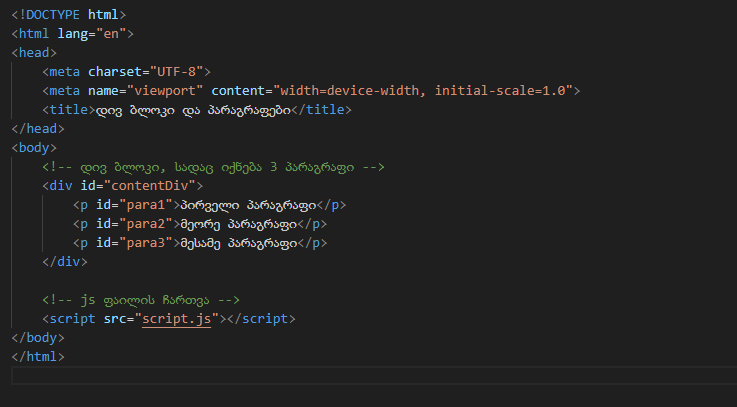 <!DOCTYPE html>
<html lang="en">
<head>
    <meta charset="UTF-8">
    <meta name="viewport" content="width=device-width, initial-scale=1.0">
    <title>დივ ბლოკი და პარაგრაფები</title>
</head>
<body>
    <!-- დივ ბლოკი, სადაც იქნება 3 პარაგრაფი -->
    <div id="contentDiv">
        <p id="para1">პირველი პარაგრაფი</p>
        <p id="para2">მეორე პარაგრაფი</p>
        <p id="para3">მესამე პარაგრაფი</p>
    </div>

    <!-- js ფაილის ჩართვა -->
    <script src="script.js"></script>
</body>
</html>